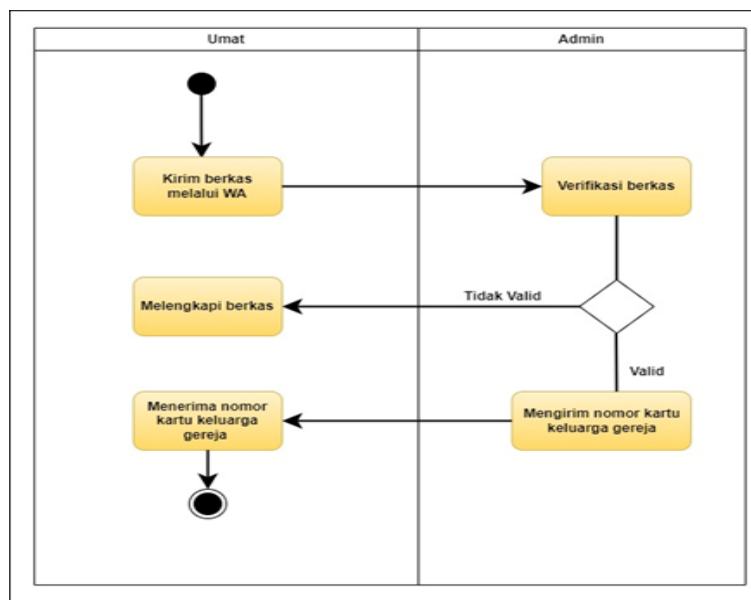 Umat
Admin
Kirim berkas
melalui WA
Verifikasi berkas
Melengkapi berkas
Tidak Valid
Valid
Menerima nomor
kartu keluarga
gereja
Mengirim nomor kartu
keluarga gereja